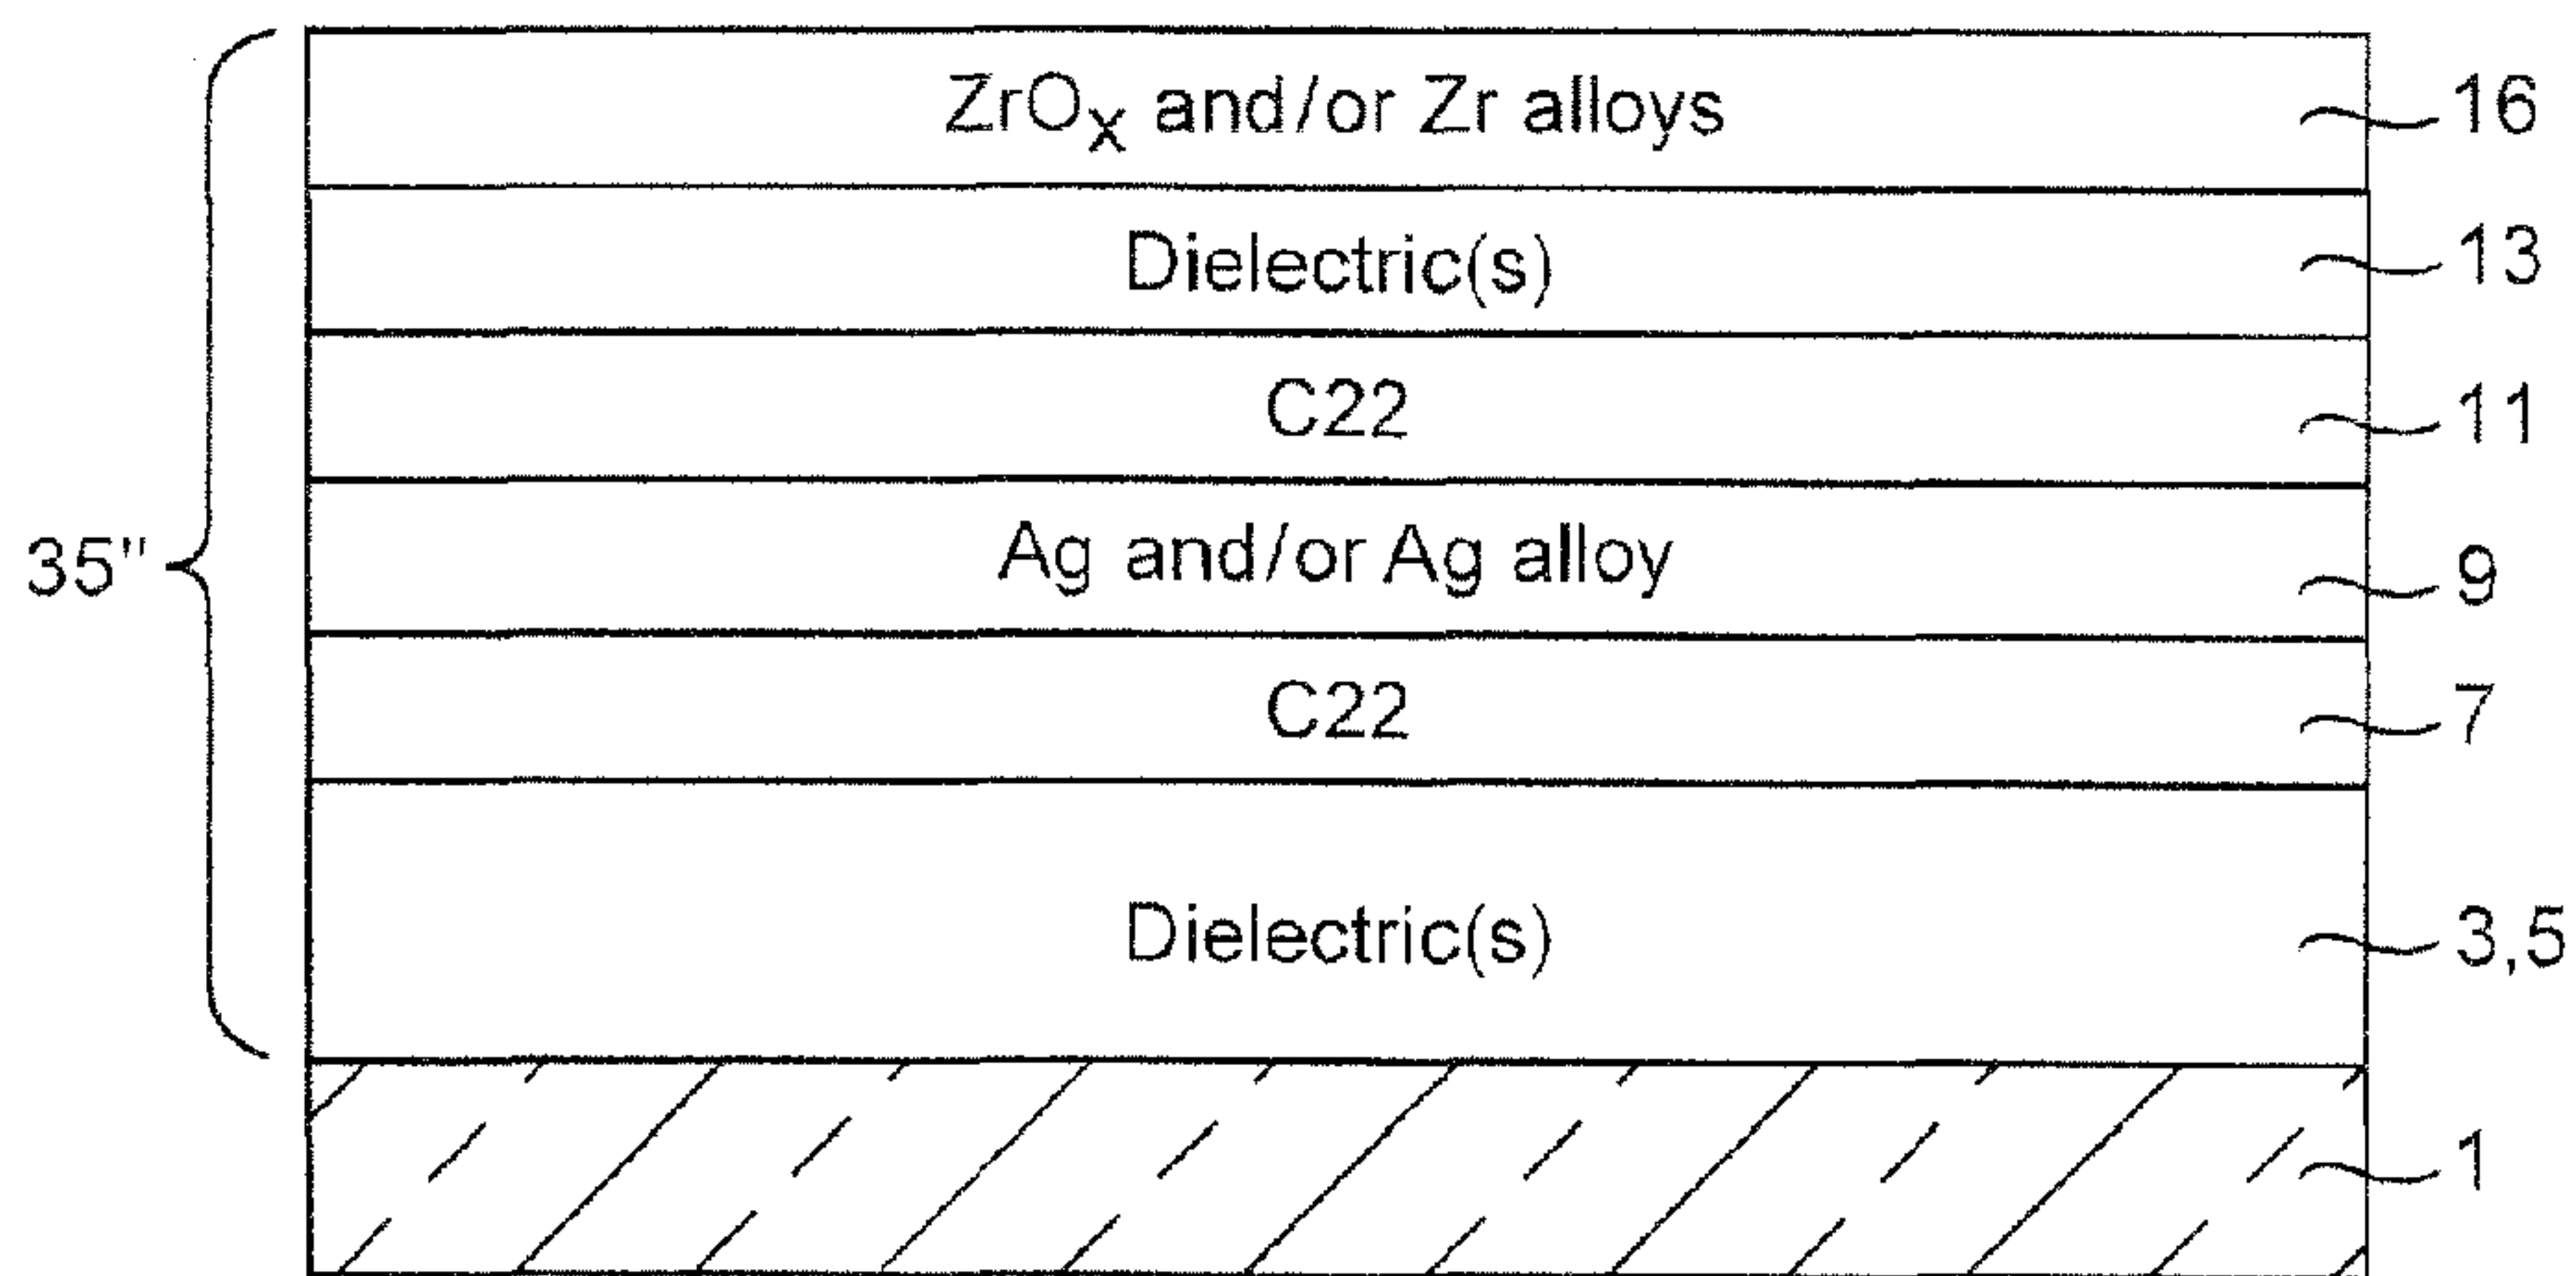 ZrOx and/or Zr alloys 16
Dielectric(s) 13
C22 11
Ag and/or Ag alloy 9
35"
C22 7
Dielectric(s) 3,5
1